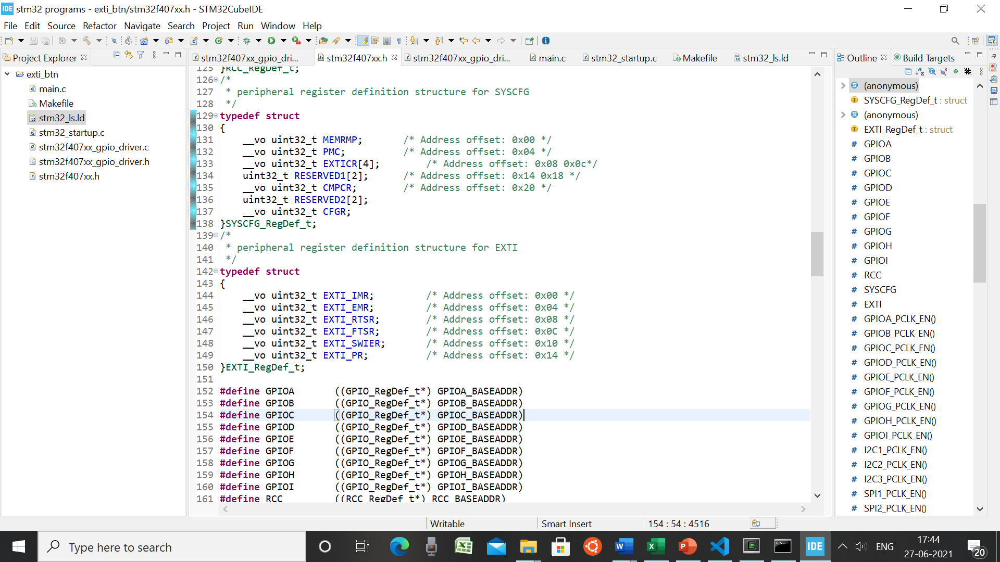 IDE stm32 programs - exti_btn/stm32f407xx.h - STM32CubeIDE
File Edit Source Refactor Navigate Search Project Run Window Help
Project Explorer
exti_btn
main.c
Makefile
stm32_ls.ld
stm32_startup.c
stm32f407xx_gpio_driver.c
stm32f407xx_gpio_driver.h
stm32f407xx.h
stm32f407xx_gpio_dri... stm32f407xx.h stm32f407xx_gpio_dri... main.c stm32_startup.c Makefile stm32_ls.ld
125 }RCC_RegDef_t;
126 /*
127  * peripheral register definition structure for SYSCFG
128  */
129 typedef struct
130 {
131     __vo uint32_t MEMRMP;       /* Address offset: 0x00 */
132     __vo uint32_t PMC;          /* Address offset: 0x04 */
133     __vo uint32_t EXTICR[4];        /* Address offset: 0x08 0x0c*/
134     uint32_t RESERVED1[2];      /* Address offset: 0x14 0x18 */
135     __vo uint32_t CMPCR;        /* Address offset: 0x20 */
136     uint32_t RESERVED2[2];
137     __vo uint32_t CFGR;
138 }SYSCFG_RegDef_t;
139 /*
140  * peripheral register definition structure for EXTI
141  */
142 typedef struct
143 {
144     __vo uint32_t EXTI_IMR;         /* Address offset: 0x00 */
145     __vo uint32_t EXTI_EMR;         /* Address offset: 0x04 */
146     __vo uint32_t EXTI_RTSR;        /* Address offset: 0x08 */
147     __vo uint32_t EXTI_FTSR;        /* Address offset: 0x0C */
148     __vo uint32_t EXTI_SWIER;       /* Address offset: 0x10 */
149     __vo uint32_t EXTI_PR;          /* Address offset: 0x14 */
150 }EXTI_RegDef_t;
151
152 #define GPIOA       ((GPIO_RegDef_t*) GPIOA_BASEADDR)
153 #define GPIOB       ((GPIO_RegDef_t*) GPIOB_BASEADDR)
154 #define GPIOC       ((GPIO_RegDef_t*) GPIOC_BASEADDR)
155 #define GPIOD       ((GPIO_RegDef_t*) GPIOD_BASEADDR)
156 #define GPIOE       ((GPIO_RegDef_t*) GPIOE_BASEADDR)
157 #define GPIOF       ((GPIO_RegDef_t*) GPIOF_BASEADDR)
158 #define GPIOG       ((GPIO_RegDef_t*) GPIOG_BASEADDR)
159 #define GPIOH       ((GPIO_RegDef_t*) GPIOH_BASEADDR)
160 #define GPIOI       ((GPIO_RegDef_t*) GPIOI_BASEADDR)
161 #define RCC         ((RCC_RegDef_t*) RCC_BASEADDR)
Outline Build Targets
(anonymous)
SYSCFG_RegDef_t : struct
(anonymous)
EXTI_RegDef_t : struct
# GPIOA
# GPIOB
# GPIOC
# GPIOD
# GPIOE
# GPIOF
# GPIOG
# GPIOH
# GPIOI
# RCC
# SYSCFG
# EXTI
# GPIOA_PCLK_EN()
# GPIOB_PCLK_EN()
# GPIOC_PCLK_EN()
# GPIOD_PCLK_EN()
# GPIOE_PCLK_EN()
# GPIOF_PCLK_EN()
# GPIOG_PCLK_EN()
# GPIOH_PCLK_EN()
# GPIOI_PCLK_EN()
# I2C1_PCLK_EN()
# I2C2_PCLK_EN()
# I2C3_PCLK_EN()
# SPI1_PCLK_EN()
# SPI2_PCLK_EN()
Writable Smart Insert 154 : 54 : 4516
Type here to search
IDE
ENG
17:44
27-06-2021
20